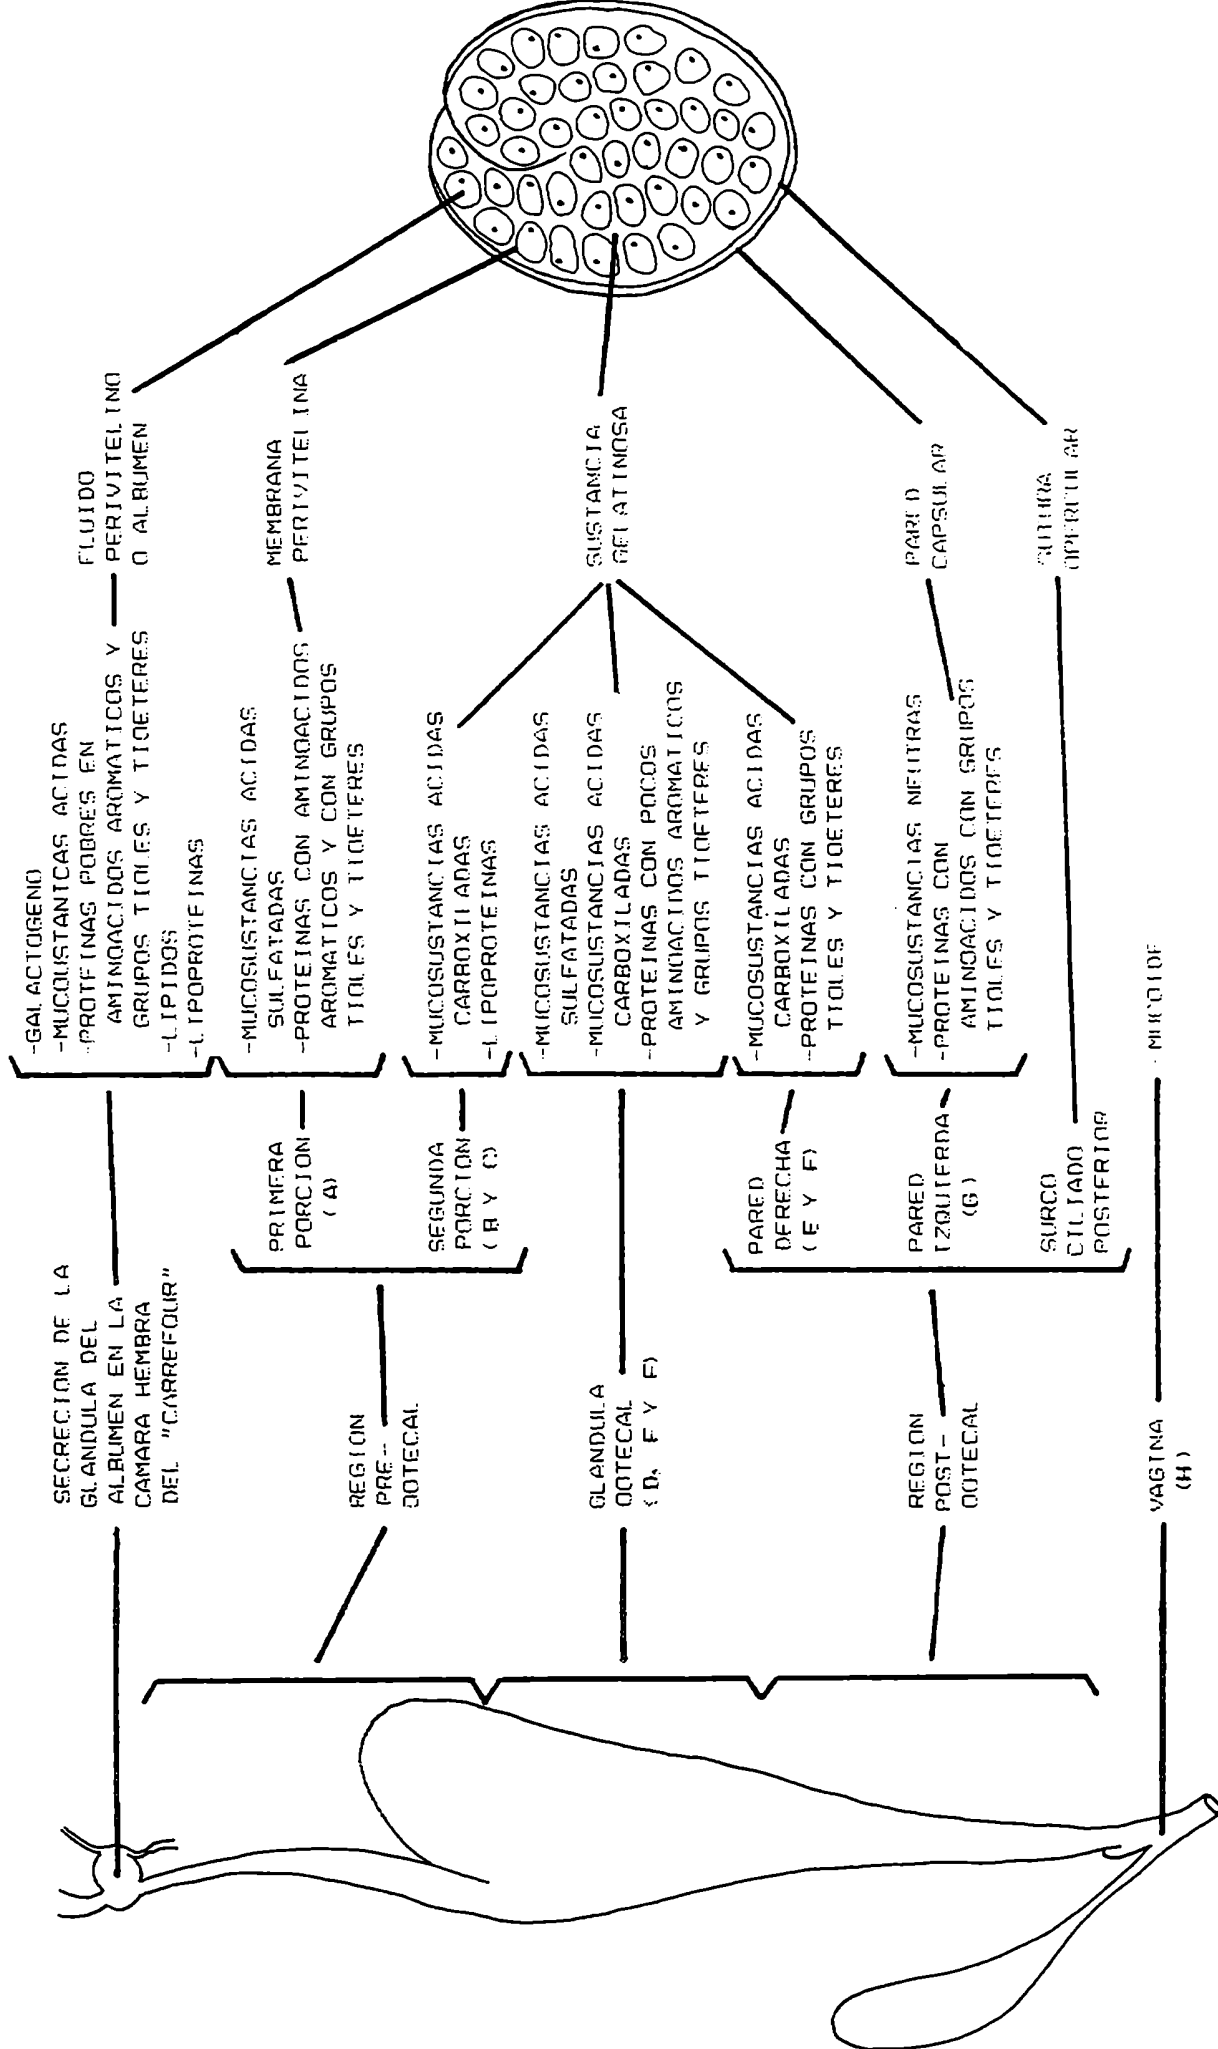 SECRECION DE LA
GLANDULA DEL
ALBUMEN EN LA
CAMARA HEMBRA
DEL "CARREFOUR"
-GALACTOGENO
-MUCOUSTANICAS ACIDAS
-PROTEINAS POBRES EN
AMINOACIDOS AROMATICOS Y
GRUPOS TIOLES Y TIOETERES
-LIPIDOS
-LIPOPROTEINAS
FLUIDO
PERIVITELINO
O ALBUMEN
REGION
PRE-
OOTECAL
PRIMERA
PORCION
(A)
-MUCOSUSTANCIAS ACIDAS
SULFATADAS
-PROTEINAS CON AMINOACIDOS
AROMATICOS Y CON GRUPOS
TIOLES Y TIOETERES
MEMBRANA
PERIVITELINA
SEGUNDA
PORCION
(B Y C)
-MUCOSUSTANCIAS ACIDAS
CARBOXILADAS
-LIPOPROTEINAS
SUSTANCIA
GELATINOSA
GLANDULA
OOTECAL
(D, E Y F)
-MUCOSUSTANCIAS ACIDAS
SULFATADAS
-MUCOSUSTANCIAS ACIDAS
CARBOXILADAS
-PROTEINAS CON POCOS
AMINOACIDOS AROMATICOS
Y GRUPOS TIOETERES
REGION
POST-
OOTECAL
PARED
DERECHA
(E Y F)
-MUCOSUSTANCIAS ACIDAS
CARBOXILADAS
-PROTEINAS CON GRUPOS
TIOLES Y TIOETERES
PARED
IZQUIERDA
(G)
-MUCOSUSTANCIAS NEUTRAS
-PROTEINAS CON
AMINOACIDOS CON GRUPOS
TIOLES Y TIOETERES
PARED
CAPSULAR
SURCO
CILIADO
POSTERIOR
SUTURA
OPERCULAR
VAGINA
(H)
- MUCOIDE